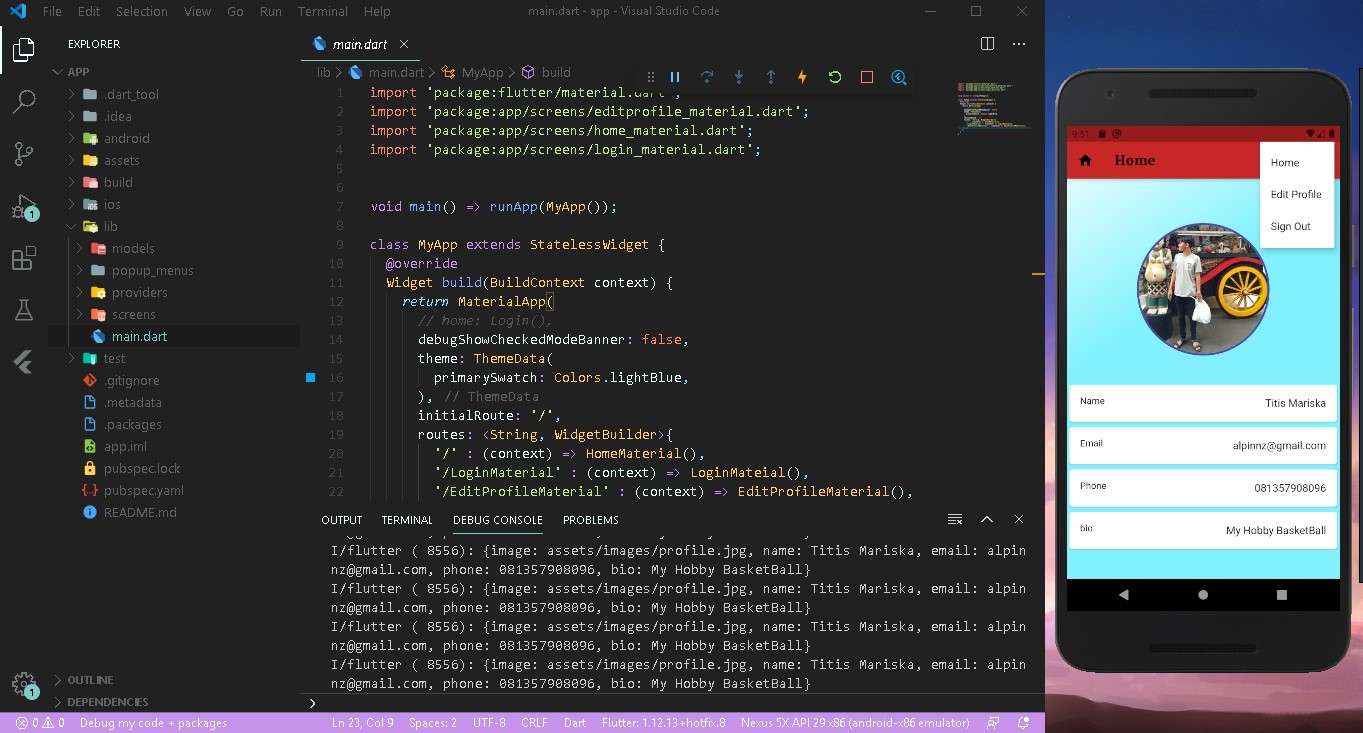 File Edit Selection View Go Run Terminal Help
main.dart - app - Visual Studio Code
EXPLORER
APP
.dart_tool
.idea
android
assets
build
ios
lib
models
popup_menus
providers
screens
main.dart
test
.gitignore
.metadata
.packages
app.iml
pubspec.lock
pubspec.yaml
README.md
OUTLINE
DEPENDENCIES
1
1
main.dart
lib > main.dart > MyApp > build
1 import 'package:flutter/material.dart';
2 import 'package:app/screens/editprofile_material.dart';
3 import 'package:app/screens/home_material.dart';
4 import 'package:app/screens/login_material.dart';
5
6
7 void main() => runApp(MyApp());
8
9 class MyApp extends StatelessWidget {
10 @override
11 Widget build(BuildContext context) {
12 return MaterialApp(
13 // home: Login(),
14 debugShowCheckedModeBanner: false,
15 theme: ThemeData(
16 primarySwatch: Colors.lightBlue,
17 ), // ThemeData
18 initialRoute: '/',
19 routes: <String, WidgetBuilder>{
20 '/' : (context) => HomeMaterial(),
21 '/LoginMaterial' : (context) => LoginMateial(),
22 '/EditProfileMaterial' : (context) => EditProfileMaterial(),
OUTPUT TERMINAL DEBUG CONSOLE PROBLEMS
I/flutter ( 8556): {image: assets/images/profile.jpg, name: Titis Mariska, email: alpin
nz@gmail.com, phone: 081357908096, bio: My Hobby BasketBall}
I/flutter ( 8556): {image: assets/images/profile.jpg, name: Titis Mariska, email: alpin
nz@gmail.com, phone: 081357908096, bio: My Hobby BasketBall}
I/flutter ( 8556): {image: assets/images/profile.jpg, name: Titis Mariska, email: alpin
nz@gmail.com, phone: 081357908096, bio: My Hobby BasketBall}
I/flutter ( 8556): {image: assets/images/profile.jpg, name: Titis Mariska, email: alpin
nz@gmail.com, phone: 081357908096, bio: My Hobby BasketBall}
0 0 Debug my code + packages Ln 23, Col 9 Spaces: 2 UTF-8 CRLF Dart Flutter: 1.12.13+hotfix.8 Nexus 5X API 29 x86 (android-x86 emulator)
9:51
Home
Home
Edit Profile
Sign Out
Name Titis Mariska
Email alpinnz@gmail.com
Phone 081357908096
bio My Hobby BasketBall